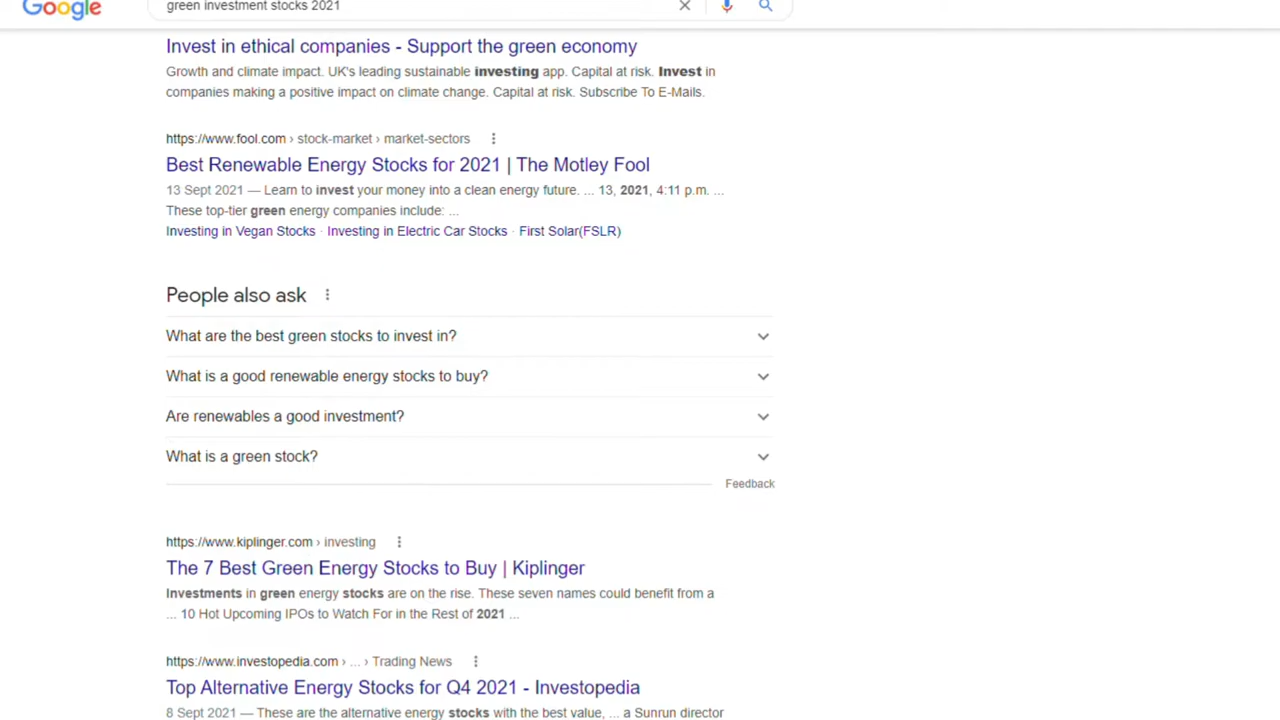 Google
green investment stocks 2021
Invest in ethical companies - Support the green economy
Growth and climate impact. UK's leading sustainable investing app. Capital at risk. Invest in
companies making a positive impact on climate change. Capital at risk. Subscribe To E-Mails.
https://www.fool.com › stock-market › market-sectors
Best Renewable Energy Stocks for 2021 | The Motley Fool
13 Sept 2021 — Learn to invest your money into a clean energy future. ... 13, 2021, 4:11 p.m. ...
These top-tier green energy companies include: ...
Investing in Vegan Stocks · Investing in Electric Car Stocks · First Solar(FSLR)
People also ask
What are the best green stocks to invest in?
What is a good renewable energy stocks to buy?
Are renewables a good investment?
What is a green stock?
Feedback
https://www.kiplinger.com › investing
The 7 Best Green Energy Stocks to Buy | Kiplinger
Investments in green energy stocks are on the rise. These seven names could benefit from a
... 10 Hot Upcoming IPOs to Watch For in the Rest of 2021 ...
https://www.investopedia.com › ... › Trading News
Top Alternative Energy Stocks for Q4 2021 - Investopedia
8 Sept 2021 — These are the alternative energy stocks with the best value, ... a Sunrun director